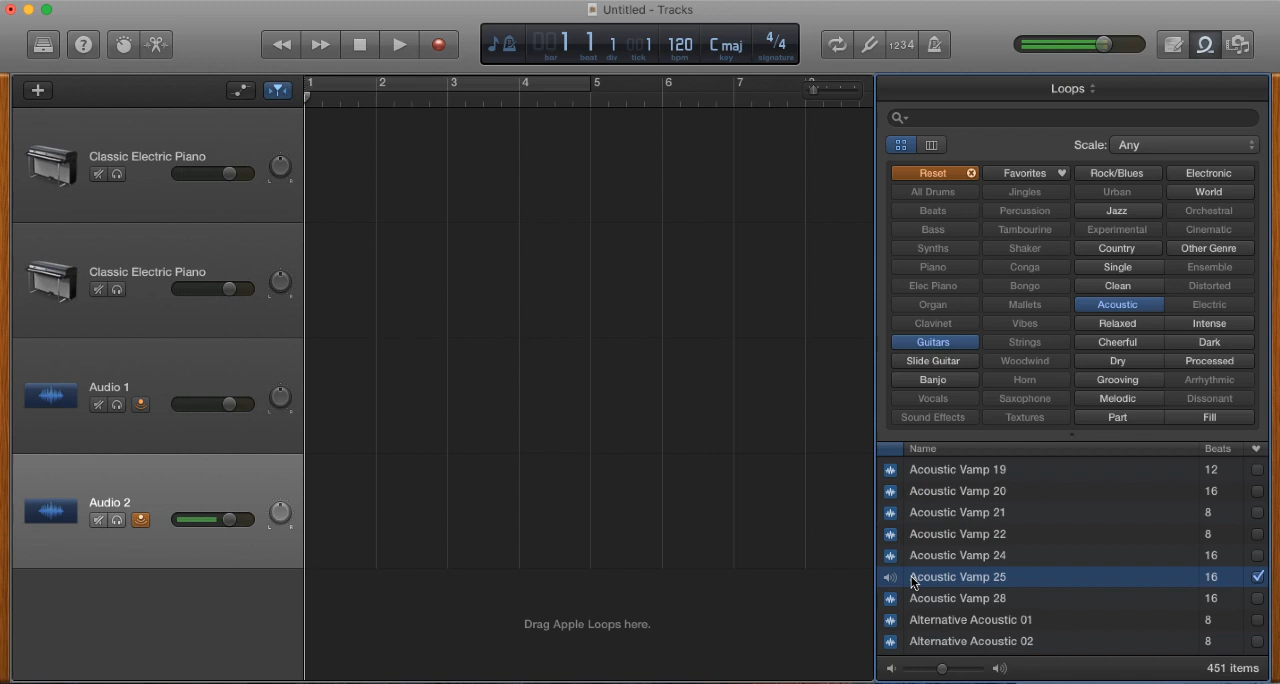 Untitled - Tracks
1 1 1 1 120 C maj 4/4
bar beat div tick bpm key signature
1234
1 2 3 4 5 6 7
Loops
Scale: Any
Reset Favorites Rock/Blues Electronic
All Drums Jingles Urban World
Beats Percussion Jazz Orchestral
Bass Tambourine Experimental Cinematic
Synths Shaker Country Other Genre
Piano Conga Single Ensemble
Elec Piano Bongo Clean Distorted
Organ Mallets Acoustic Electric
Clavinet Vibes Relaxed Intense
Guitars Strings Cheerful Dark
Slide Guitar Woodwind Dry Processed
Banjo Horn Grooving Arrhythmic
Vocals Saxophone Melodic Dissonant
Sound Effects Textures Part Fill
Name Beats
Acoustic Vamp 19 12
Acoustic Vamp 20 16
Acoustic Vamp 21 8
Acoustic Vamp 22 8
Acoustic Vamp 24 16
Acoustic Vamp 25 16
Acoustic Vamp 28 16
Alternative Acoustic 01 8
Alternative Acoustic 02 8
451 items
Classic Electric Piano
L R
Classic Electric Piano
L R
Audio 1
L R
Audio 2
L R
Drag Apple Loops here.